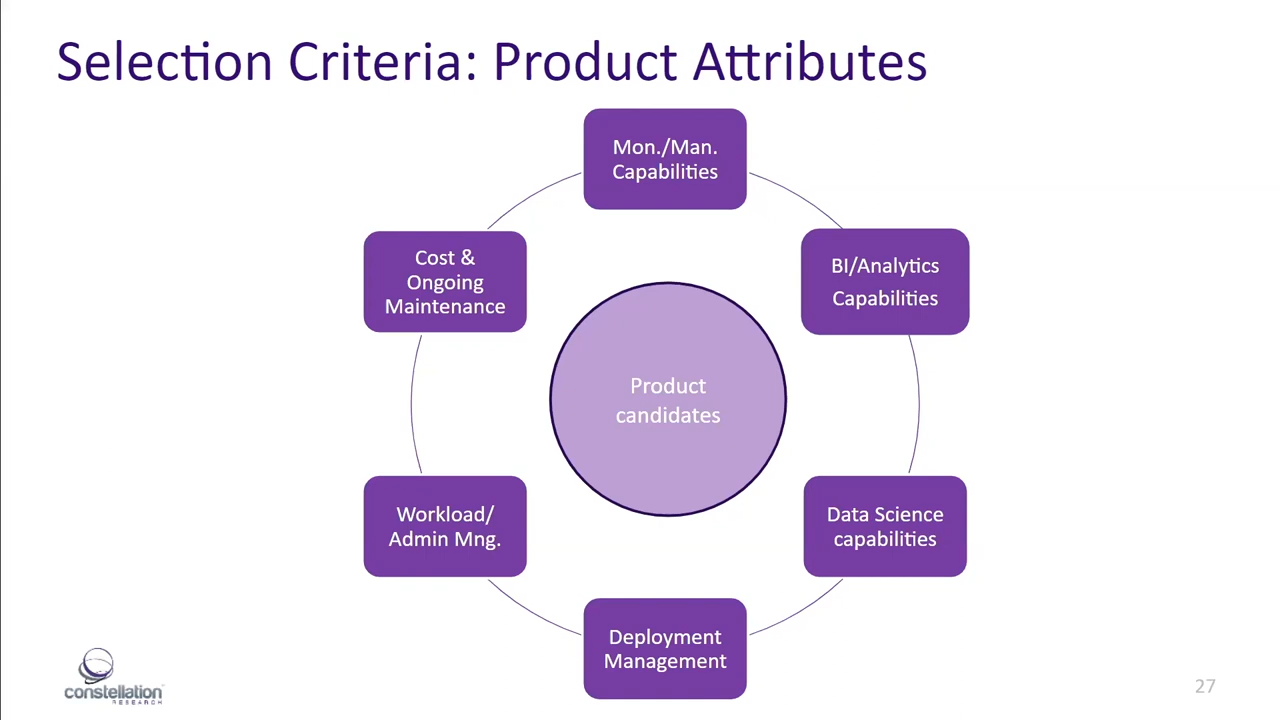 Selection Criteria: Product Attributes
Mon./Man.
Capabilities
BI/Analytics
Capabilities
Data Science
capabilities
Deployment
Management
Workload/
Admin Mng.
Cost &
Ongoing
Maintenance
Product
candidates
constellation
RESEARCH
27